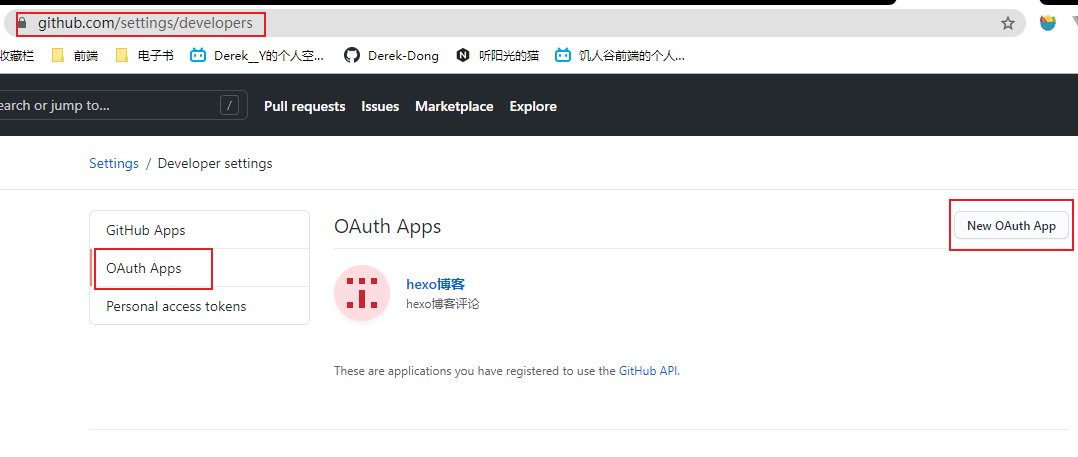 github.com/settings/developers
收藏栏 前端 电子书 Derek__Y的个人空... Derek-Dong 听阳光的猫 饥人谷前端的个人...
earch or jump to... / Pull requests Issues Marketplace Explore
Settings / Developer settings
GitHub Apps
OAuth Apps
Personal access tokens
OAuth Apps
New OAuth App
hexo博客
hexo博客评论
These are applications you have registered to use the GitHub API.